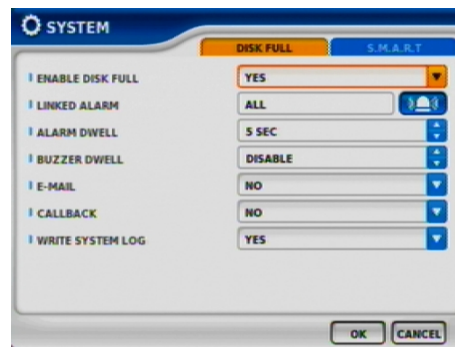 SYSTEM
DISK FULL S.M.A.R.T
ENABLE DISK FULL YES
LINKED ALARM ALL
ALARM DWELL 5 SEC
BUZZER DWELL DISABLE
E-MAIL NO
CALLBACK NO
WRITE SYSTEM LOG YES
OK CANCEL